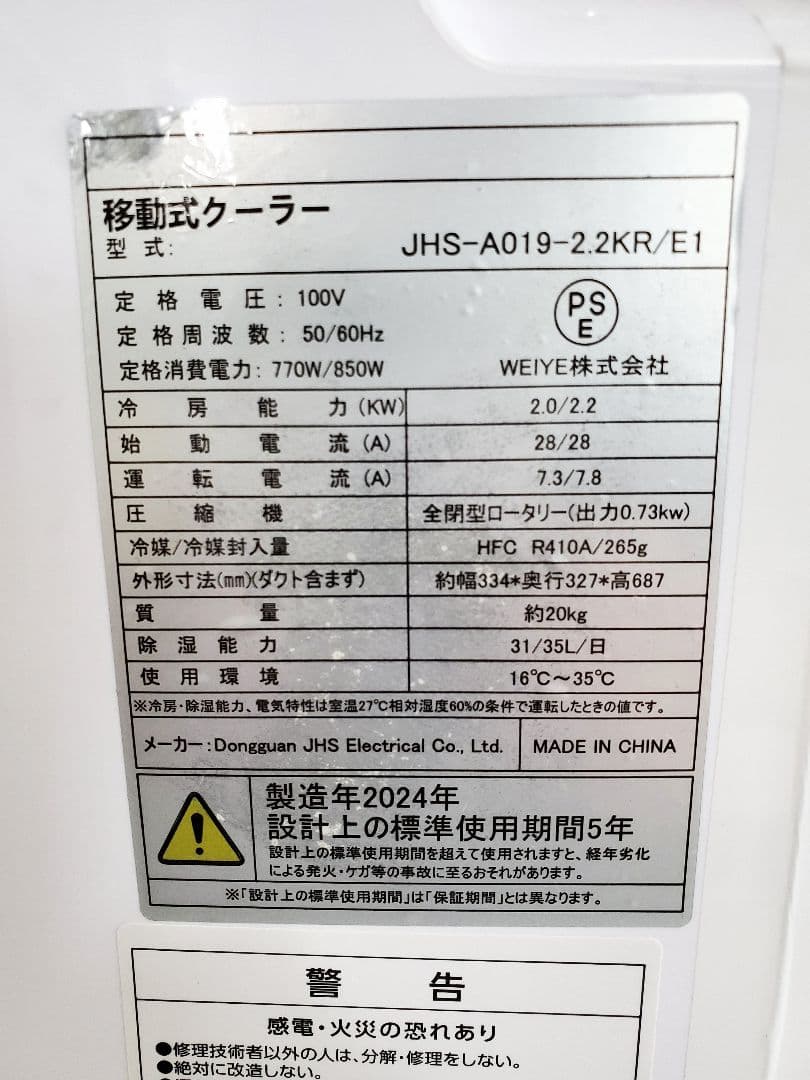 移動式クーラー
型 式: JHS-A019-2.2KR/E1
定 格 電 圧 : 100V
定 格 周 波 数 : 50/60Hz
定格消費電力: 770W/850W
PS
E
WEIYE株式会社
冷 房 能 力 (KW) 2.0/2.2
始 動 電 流 (A) 28/28
運 転 電 流 (A) 7.3/7.8
圧 縮 機 全閉型ロータリー(出力0.73kw)
冷媒/冷媒封入量 HFC R410A/265g
外形寸法(mm)(ダクト含まず) 約幅334*奥行327*高687
質 量 約20kg
除 湿 能 力 31/35L/日
使 用 環 境 16℃～35℃
※冷房・除湿能力、電気特性は室温27℃相対湿度60%の条件で運転したときの値です。
メーカー:Dongguan JHS Electrical Co., Ltd. MADE IN CHINA
製造年2024年
設計上の標準使用期間5年
設計上の標準使用期間を超えて使用されますと、経年劣化
による発火・ケガ等の事故に至るおそれがあります。
※「設計上の標準使用期間」は「保証期間」とは異なります。
警 告
感電・火災の恐れあり
●修理技術者以外の人は、分解・修理をしない。
●絶対に改造しない。